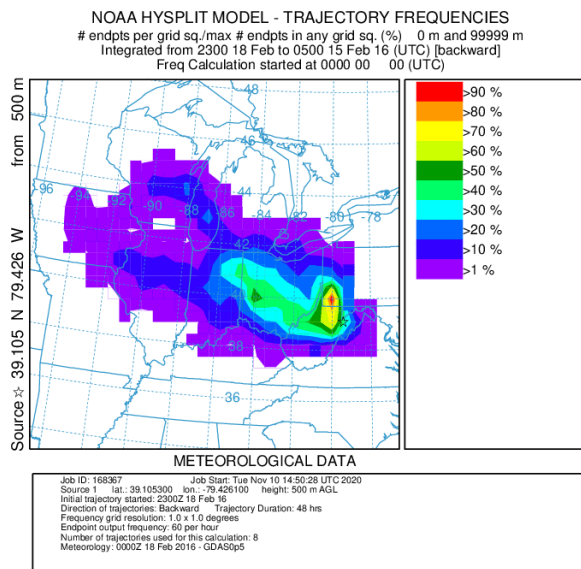 NOAA HYSPLIT MODEL - TRAJECTORY FREQUENCIES
# endpts per grid sq./max # endpts in any grid sq. (%) 0 m and 99999 m
Integrated from 2300 18 Feb to 0500 15 Feb 16 (UTC) [backward]
Freq Calculation started at 0000 00 00 (UTC)
Source ☆ 39.105 N 79.426 W from 500 m
48
46
44
42
38
36
-96
-94
-92
-90
-88
-86
-84
-82
-80
-78
>90 %
>80 %
>70 %
>60 %
>50 %
>40 %
>30 %
>20 %
>10 %
>1 %
METEOROLOGICAL DATA
Job ID: 168367 Job Start: Tue Nov 10 14:50:28 UTC 2020
Source 1 lat.: 39.105300 lon.: -79.426100 height: 500 m AGL
Initial trajectory started: 2300Z 18 Feb 16
Direction of trajectories: Backward Trajectory Duration: 48 hrs
Frequency grid resolution: 1.0 x 1.0 degrees
Endpoint output frequency: 60 per hour
Number of trajectories used for this calculation: 8
Meteorology: 0000Z 18 Feb 2016 - GDAS0p5